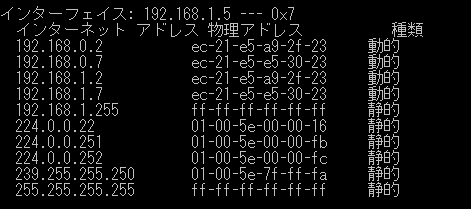 インターフェイス: 192.168.1.5 --- 0x7
インターネット アドレス 物理アドレス 種類
192.168.0.2 ec-21-e5-a9-2f-23 動的
192.168.0.7 ec-21-e5-e5-30-23 動的
192.168.1.2 ec-21-e5-a9-2f-23 動的
192.168.1.7 ec-21-e5-e5-30-23 動的
192.168.1.255 ff-ff-ff-ff-ff-ff 静的
224.0.0.22 01-00-5e-00-00-16 静的
224.0.0.251 01-00-5e-00-00-fb 静的
224.0.0.252 01-00-5e-00-00-fc 静的
239.255.255.250 01-00-5e-7f-ff-fa 静的
255.255.255.255 ff-ff-ff-ff-ff-ff 静的